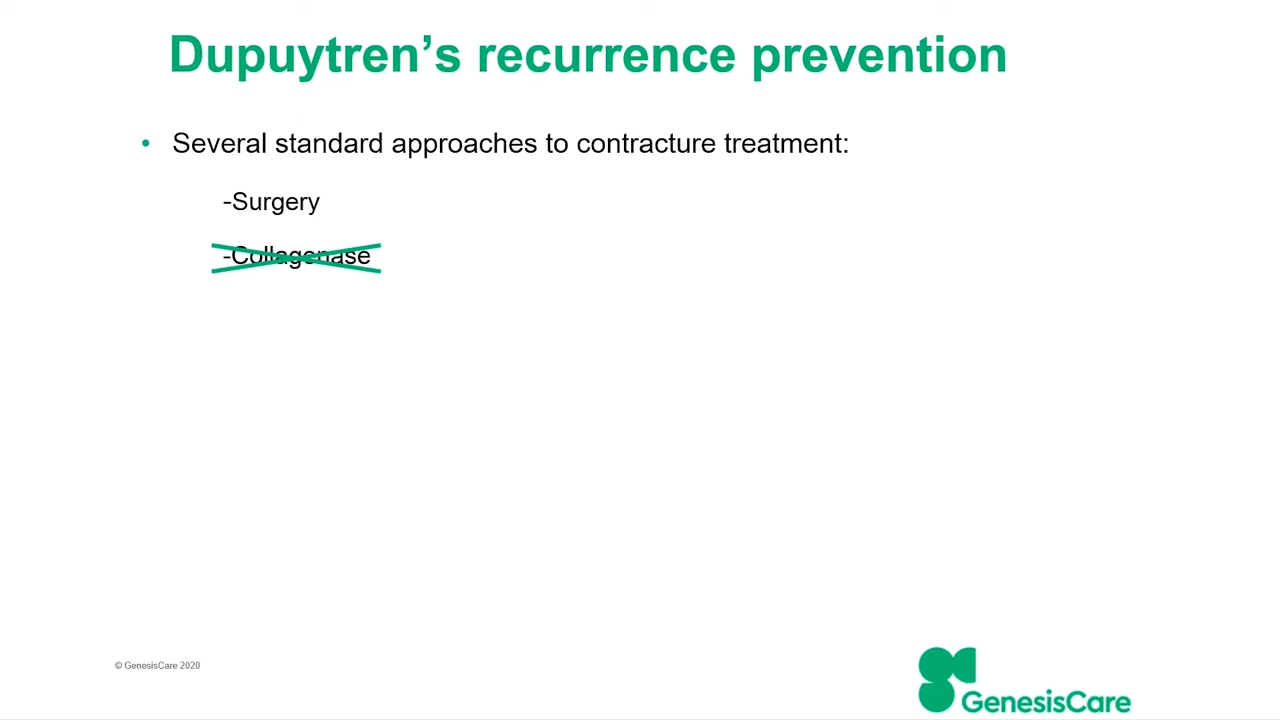 Dupuytren’s recurrence prevention
• Several standard approaches to contracture treatment:
-Surgery
-Collagenase
© GenesisCare 2020
GenesisCare